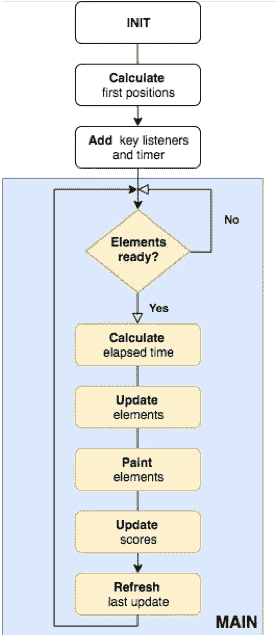 INIT
Calculate
first positions
Add key listeners
and timer
Elements
ready?
No
Yes
Calculate
elapsed time
Update
elements
Paint
elements
Update
scores
Refresh
last update
MAIN